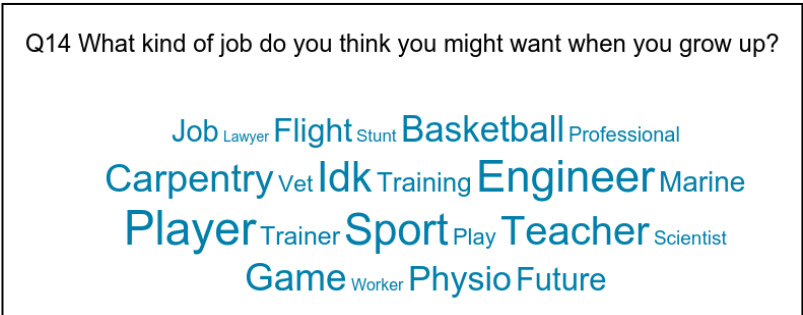 Q14 What kind of job do you think you might want when you grow up?
Job Lawyer Flight Stunt Basketball Professional
Carpentry Vet Idk Training Engineer Marine
Player Trainer Sport Play Teacher Scientist
Game Worker Physio Future